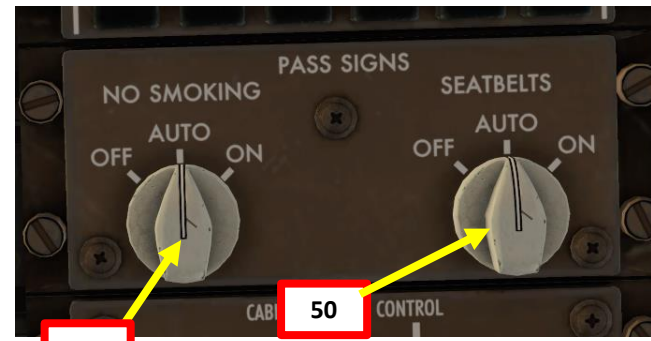 PASS SIGNS
NO SMOKING
SEATBELTS
OFF AUTO ON
OFF AUTO ON
50
CONTROL